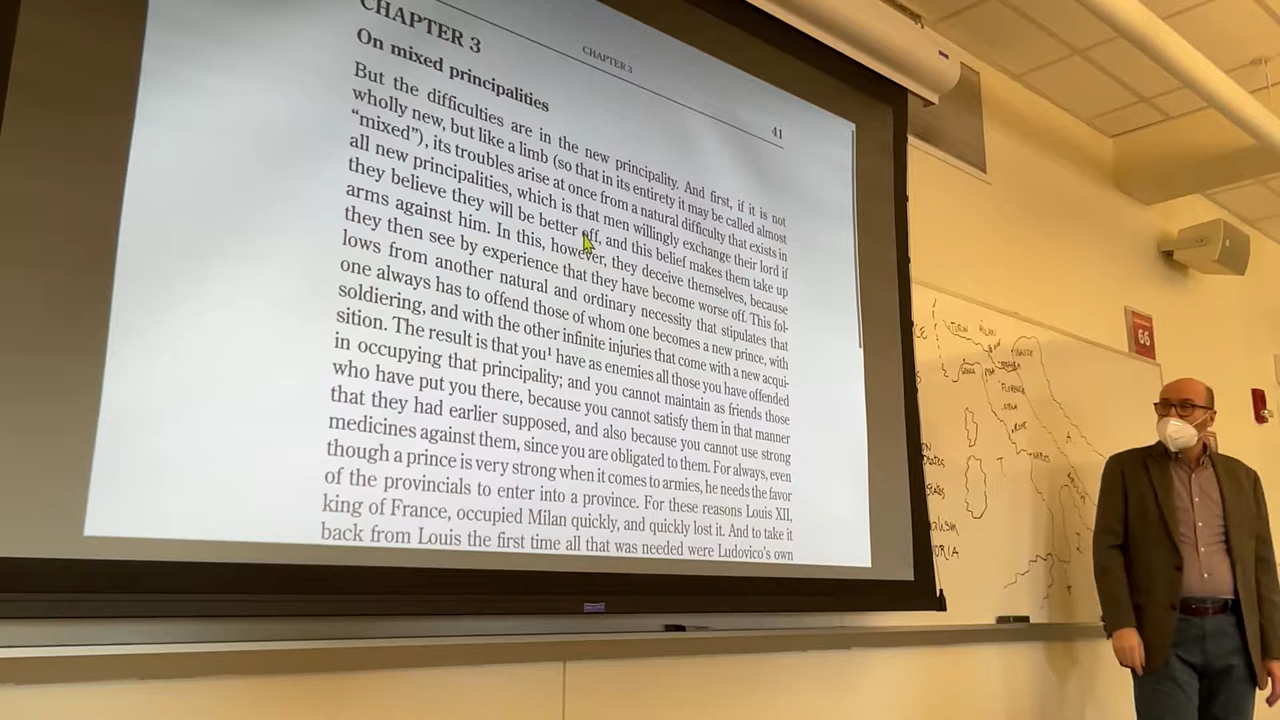 CHAPTER 3
41
CHAPTER 3
On mixed principalities
But the difficulties are in the new principality. And first, if it is not
wholly new, but like a limb (so that in its entirety it may be called almost
“mixed”), its troubles arise at once from a natural difficulty that exists in
all new principalities, which is that men willingly exchange their lord if
they believe they will be better off, and this belief makes them take up
arms against him. In this, however, they deceive themselves, because
they then see by experience that they have become worse off. This fol-
lows from another natural and ordinary necessity that stipulates that
one always has to offend those of whom one becomes a new prince, with
soldiering, and with the other infinite injuries that come with a new acqui-
sition. The result is that you¹ have as enemies all those you have offended
in occupying that principality; and you cannot maintain as friends those
who have put you there, because you cannot satisfy them in that manner
that they had earlier supposed, and also because you cannot use strong
medicines against them, since you are obligated to them. For always, even
though a prince is very strong when it comes to armies, he needs the favor
of the provincials to enter into a province. For these reasons Louis XII,
king of France, occupied Milan quickly, and quickly lost it. And to take it
back from Louis the first time all that was needed were Ludovico’s own
66
TURIN MILAN
VENICE
GENOA PISA
FLORENCE
SIENA
ROME
NAPLES
A
T
I